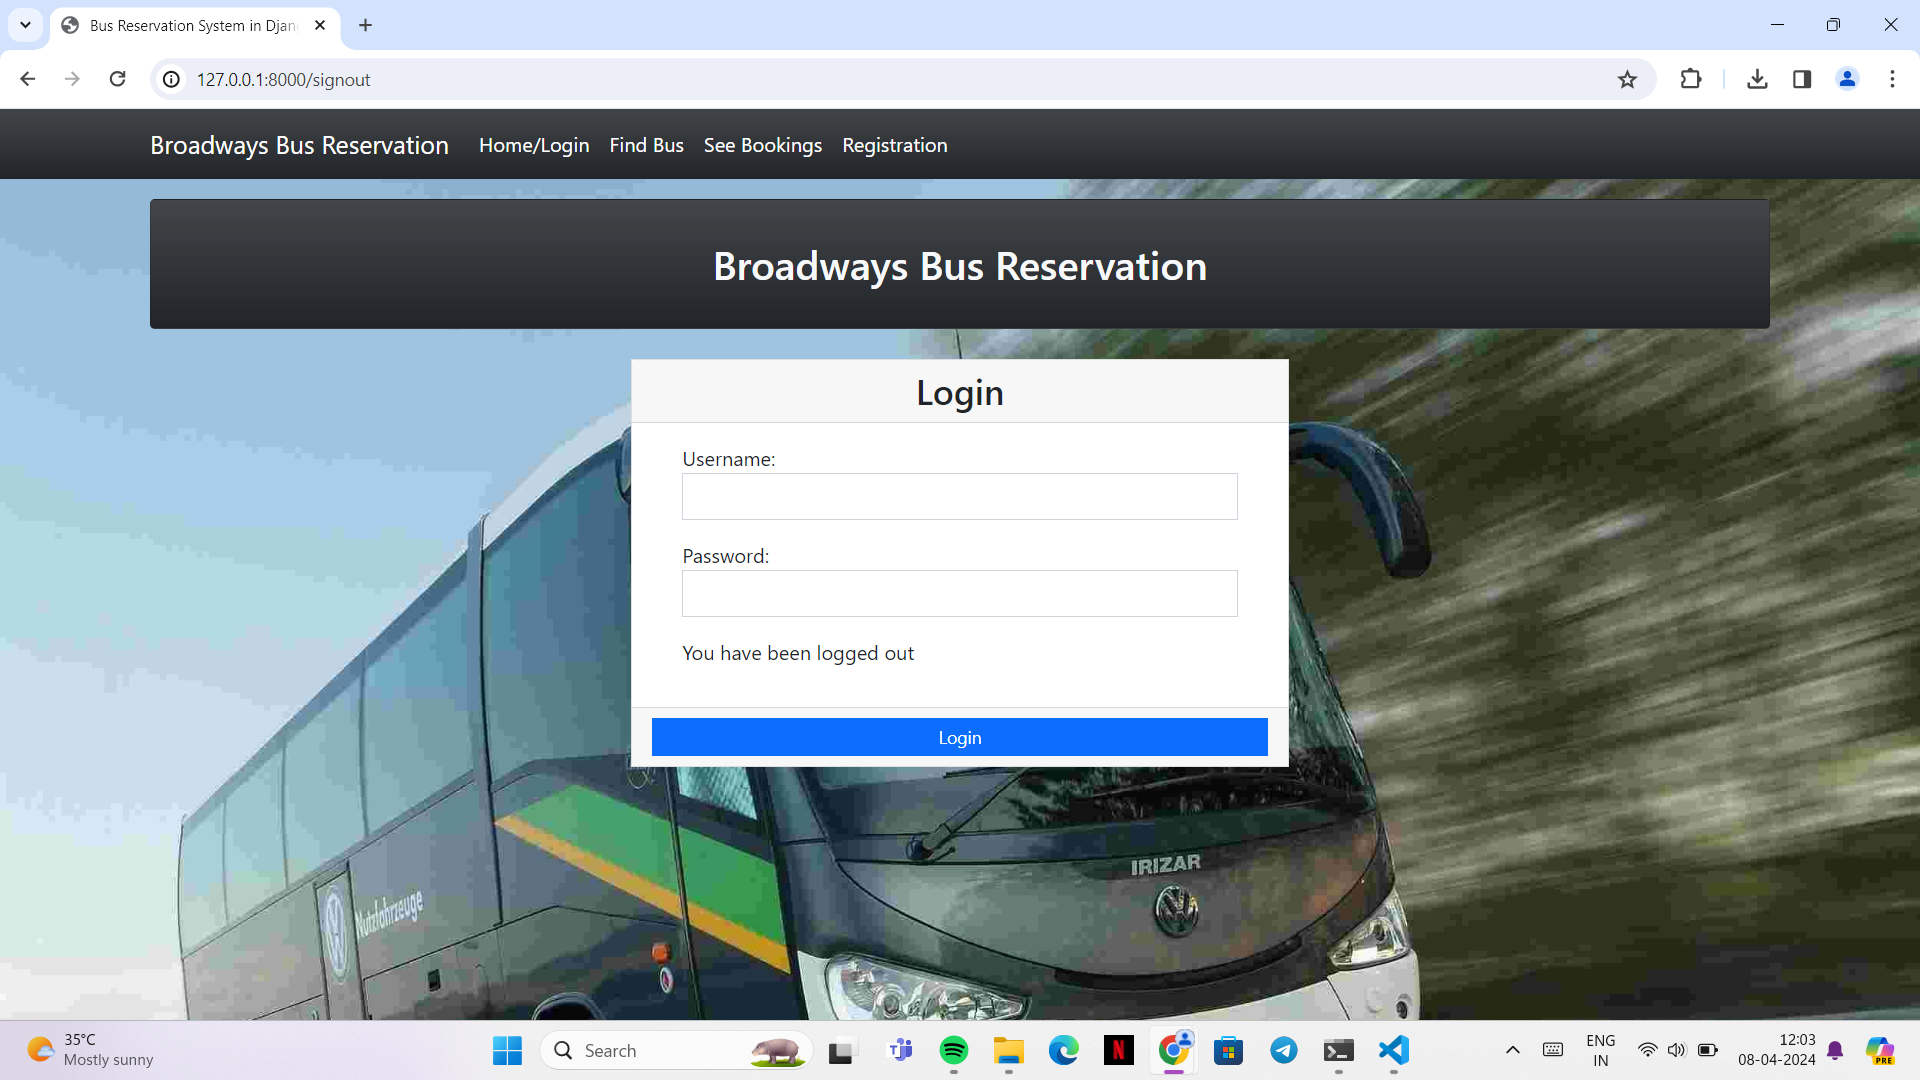 Bus Reservation System in Djan
127.0.0.1:8000/signout
Broadways Bus Reservation
Home/Login
Find Bus
See Bookings
Registration
Broadways Bus Reservation
Login
Username:
Password:
You have been logged out
Login
IRIZAR
Nutzfahrzeuge
35°C
Mostly sunny
Search
N
ENG
IN
12:03
08-04-2024
PRE